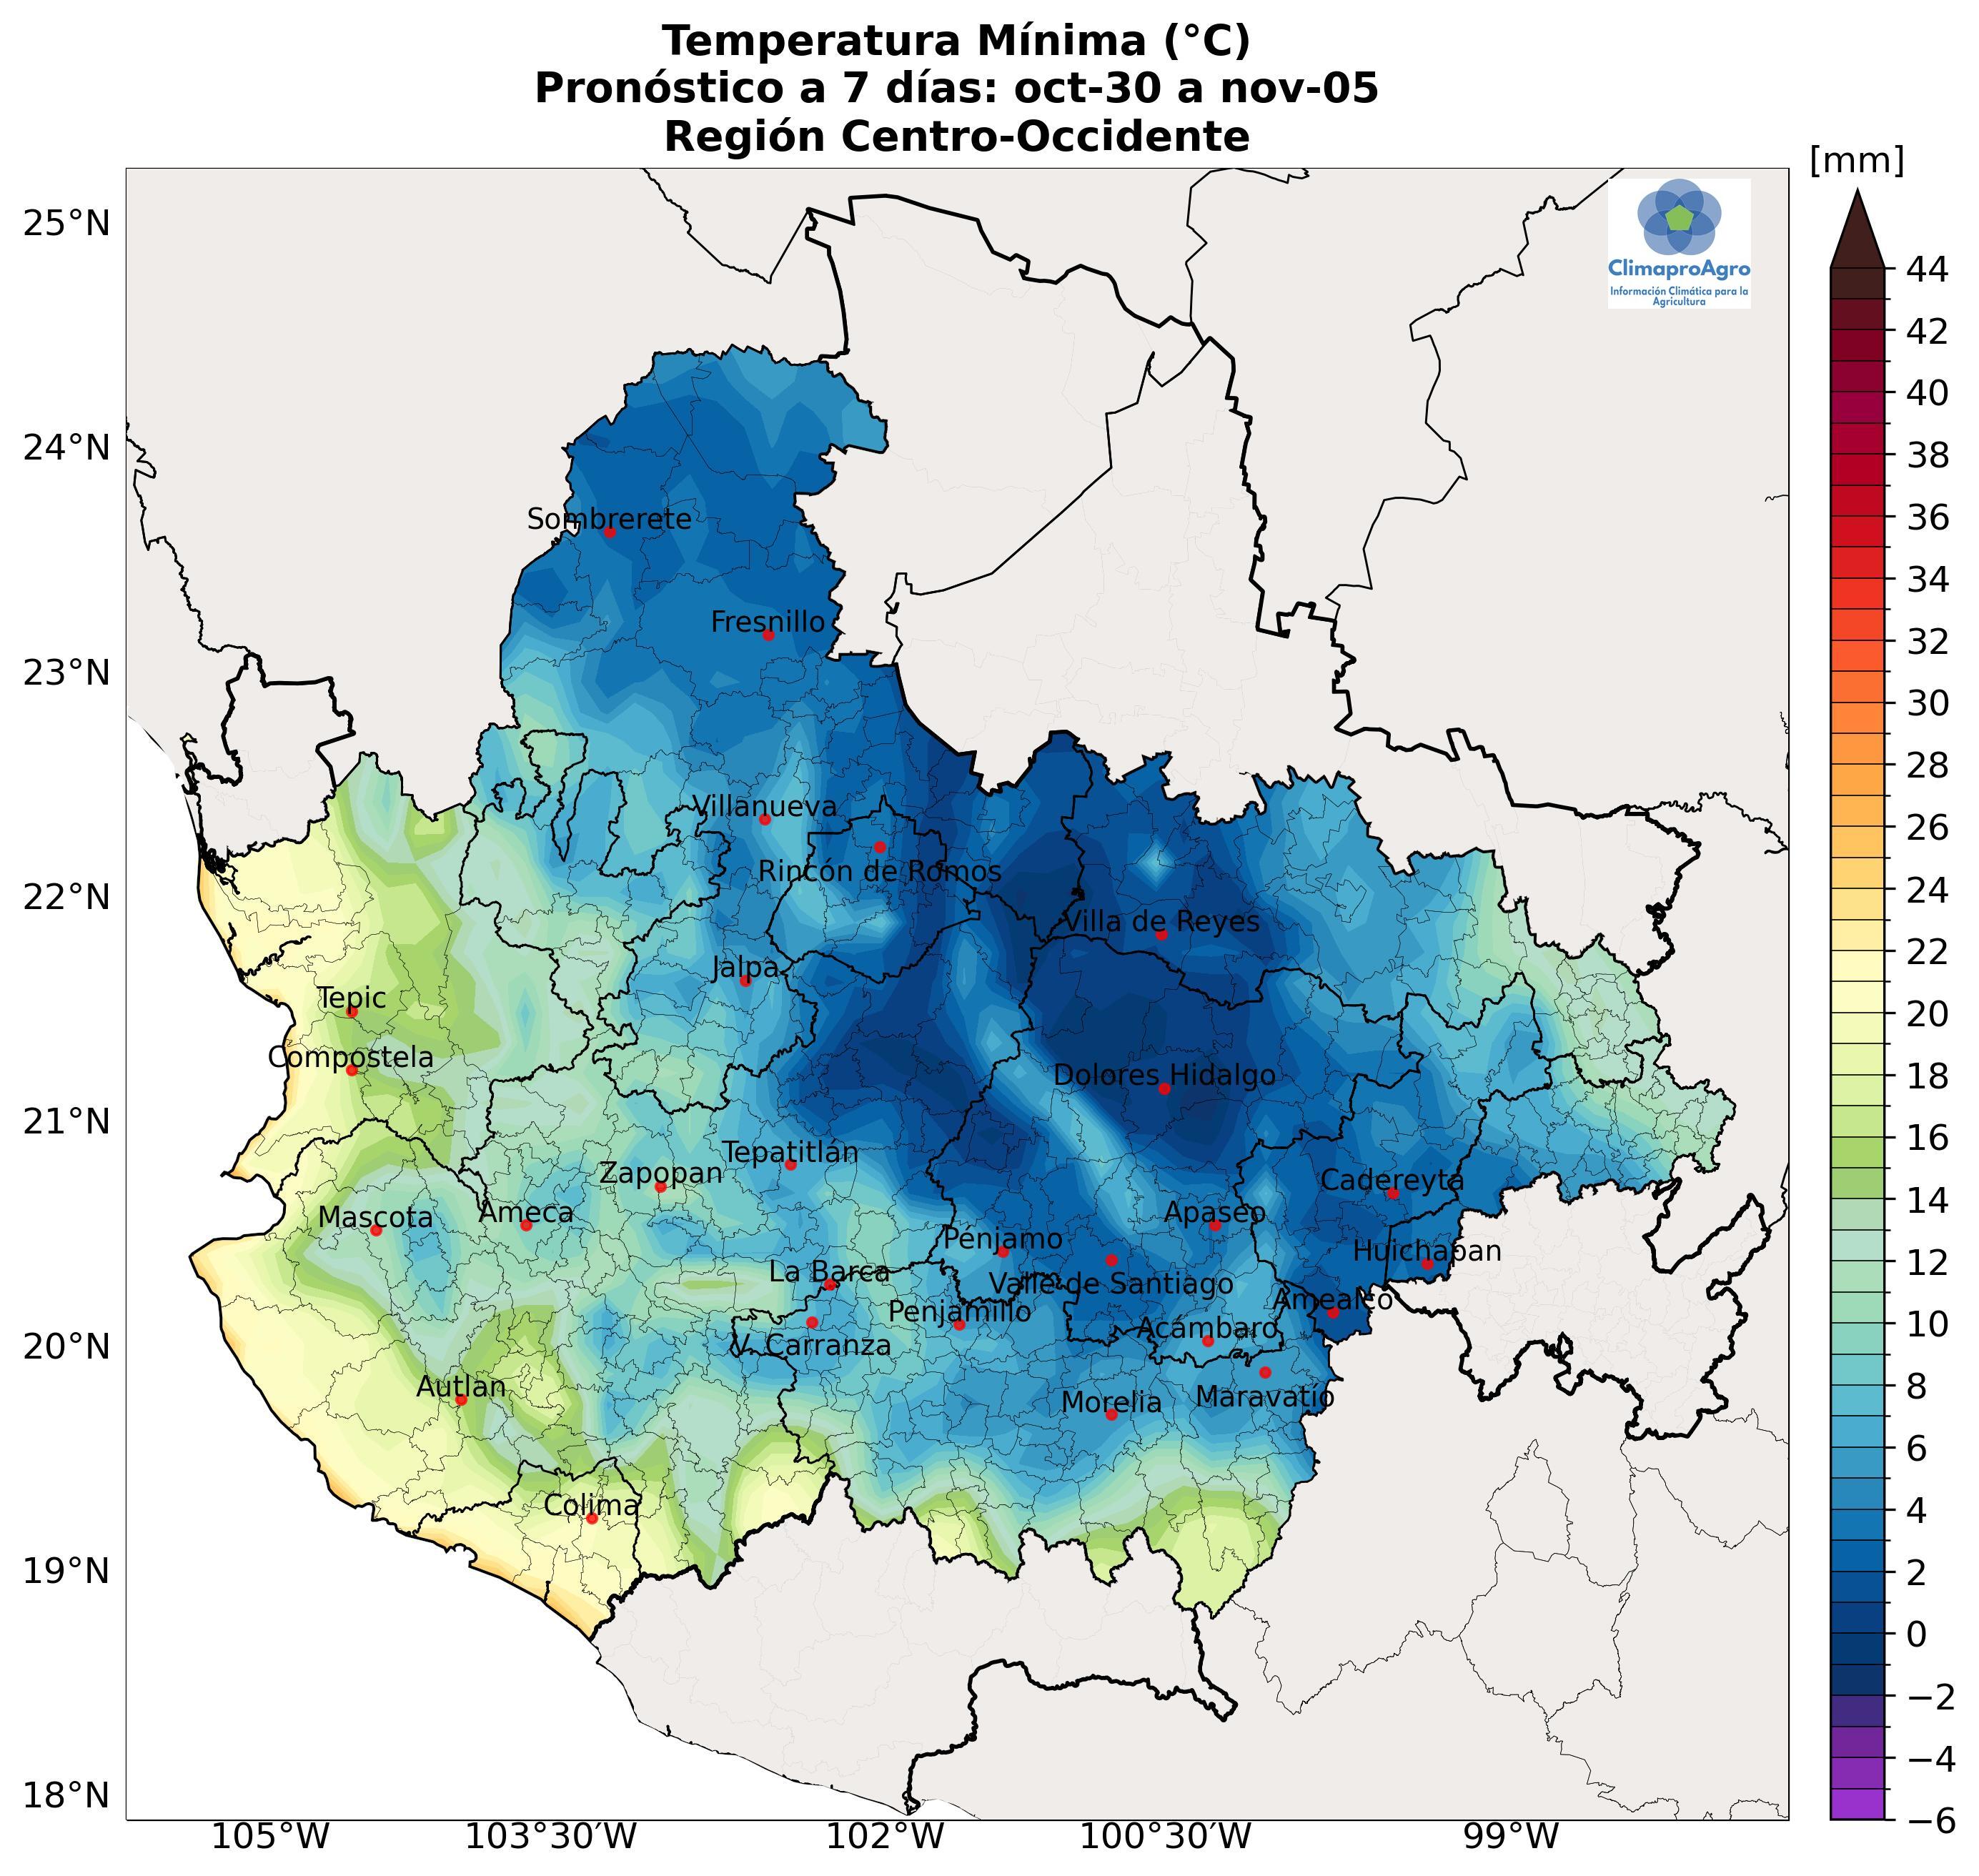 Temperatura Mínima (°C)
Pronóstico a 7 días: oct-30 a nov-05
Región Centro-Occidente
[mm]
ClimaproAgro
Información Climática para la
Agricultura
25°N
24°N
23°N
22°N
21°N
20°N
19°N
18°N
Sombrerete
Fresnillo
Villanueva
Rincón de Romos
Villa de Reyes
Jalpa
Tepic
Compostela
Dolores Hidalgo
Tepatitlán
Zapopan
Cadereyta
Mascota
Ameca
Apaseo
Pénjamo
Huichapan
La Barca
Valle de Santiago
Amealco
Penjamillo
Acámbaro
V. Carranza
Autlan
Morelia
Maravatío
Colima
105°W
103°30'W
102°W
100°30'W
99°W
44
42
40
38
36
34
32
30
28
26
24
22
20
18
16
14
12
10
8
6
4
2
0
−2
−4
−6